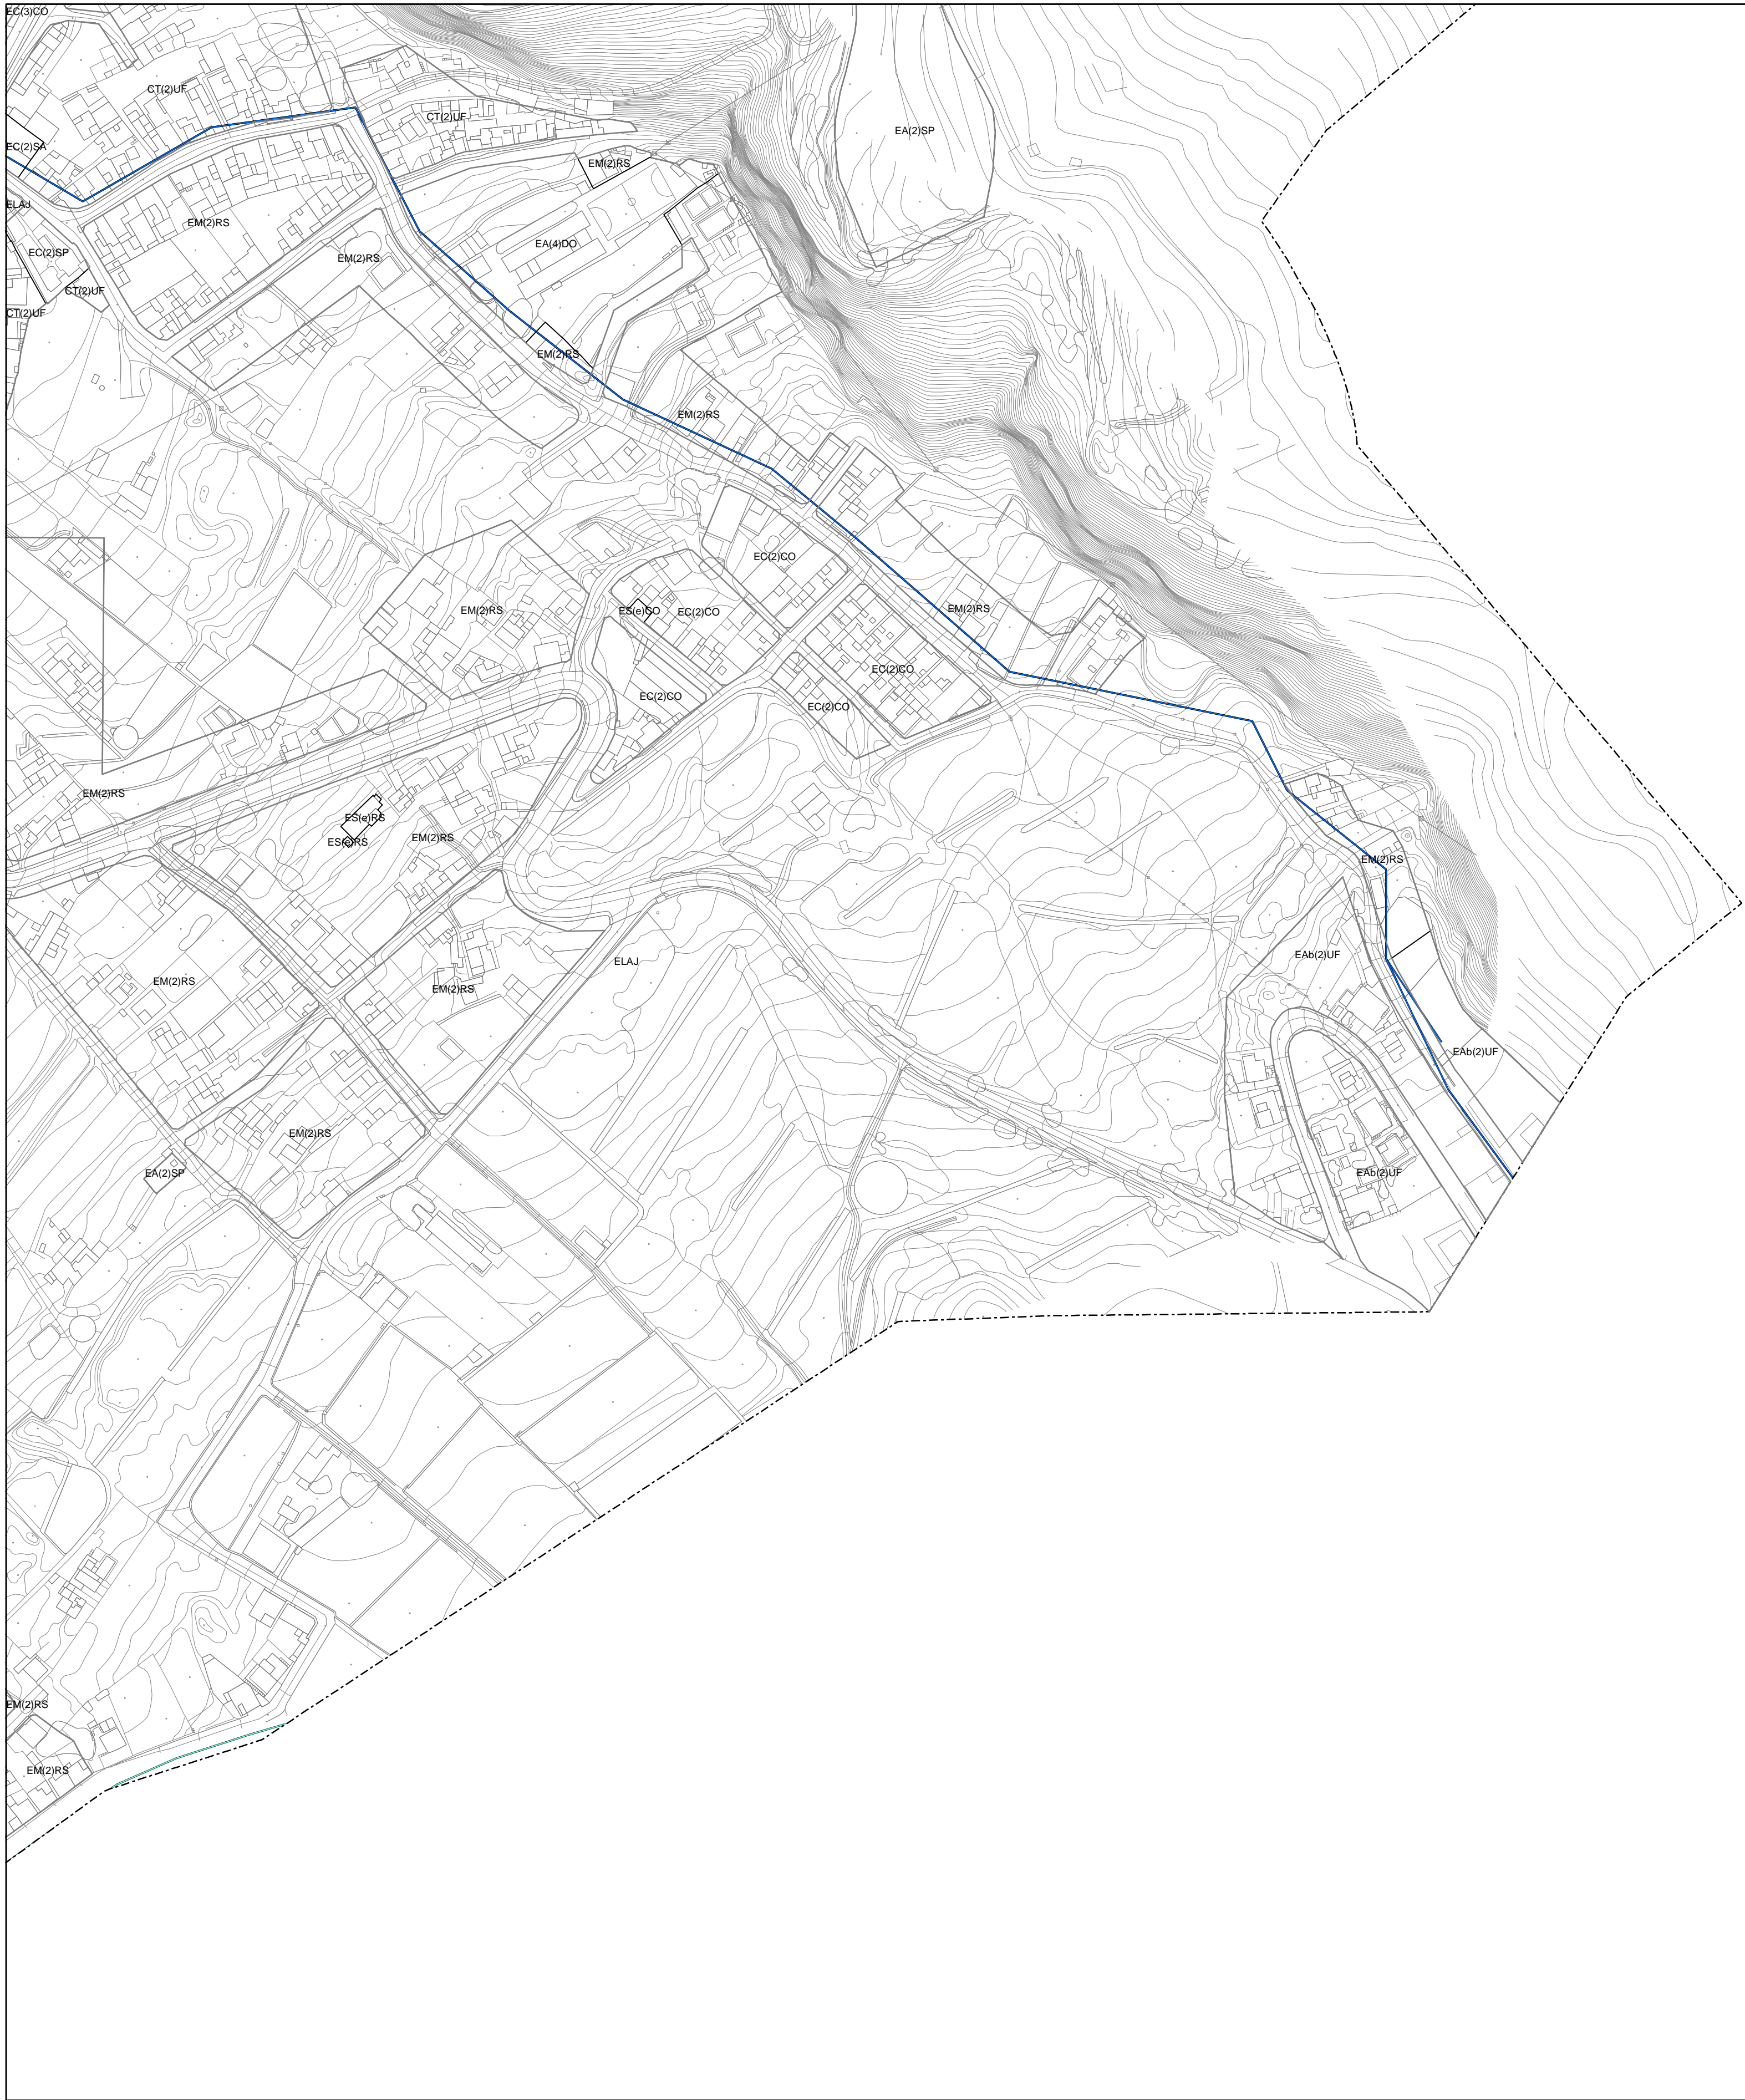 EC(3)CO
CT(2)UF
CT(2)UF
EA(2)SP
EC(2)SA
EM(2)RS
ELAJ
EM(2)RS
EA(4)DO
EC(2)SP
EM(2)RS
CT(2)UF
CT(2)UF
EM(2)RS
EM(2)RS
EC(2)CO
EM(2)RS
ES(e)CO
EC(2)CO
EM(2)RS
EC(2)CO
EC(2)CO
EC(2)CO
EM(2)RS
ES(e)RS
EM(2)RS
ES(e)RS
EM(2)RS
EAb(2)UF
ELAJ
EM(2)RS
EM(2)RS
EAb(2)UF
EM(2)RS
EA(2)SP
EAb(2)UF
EM(2)RS
EM(2)RS